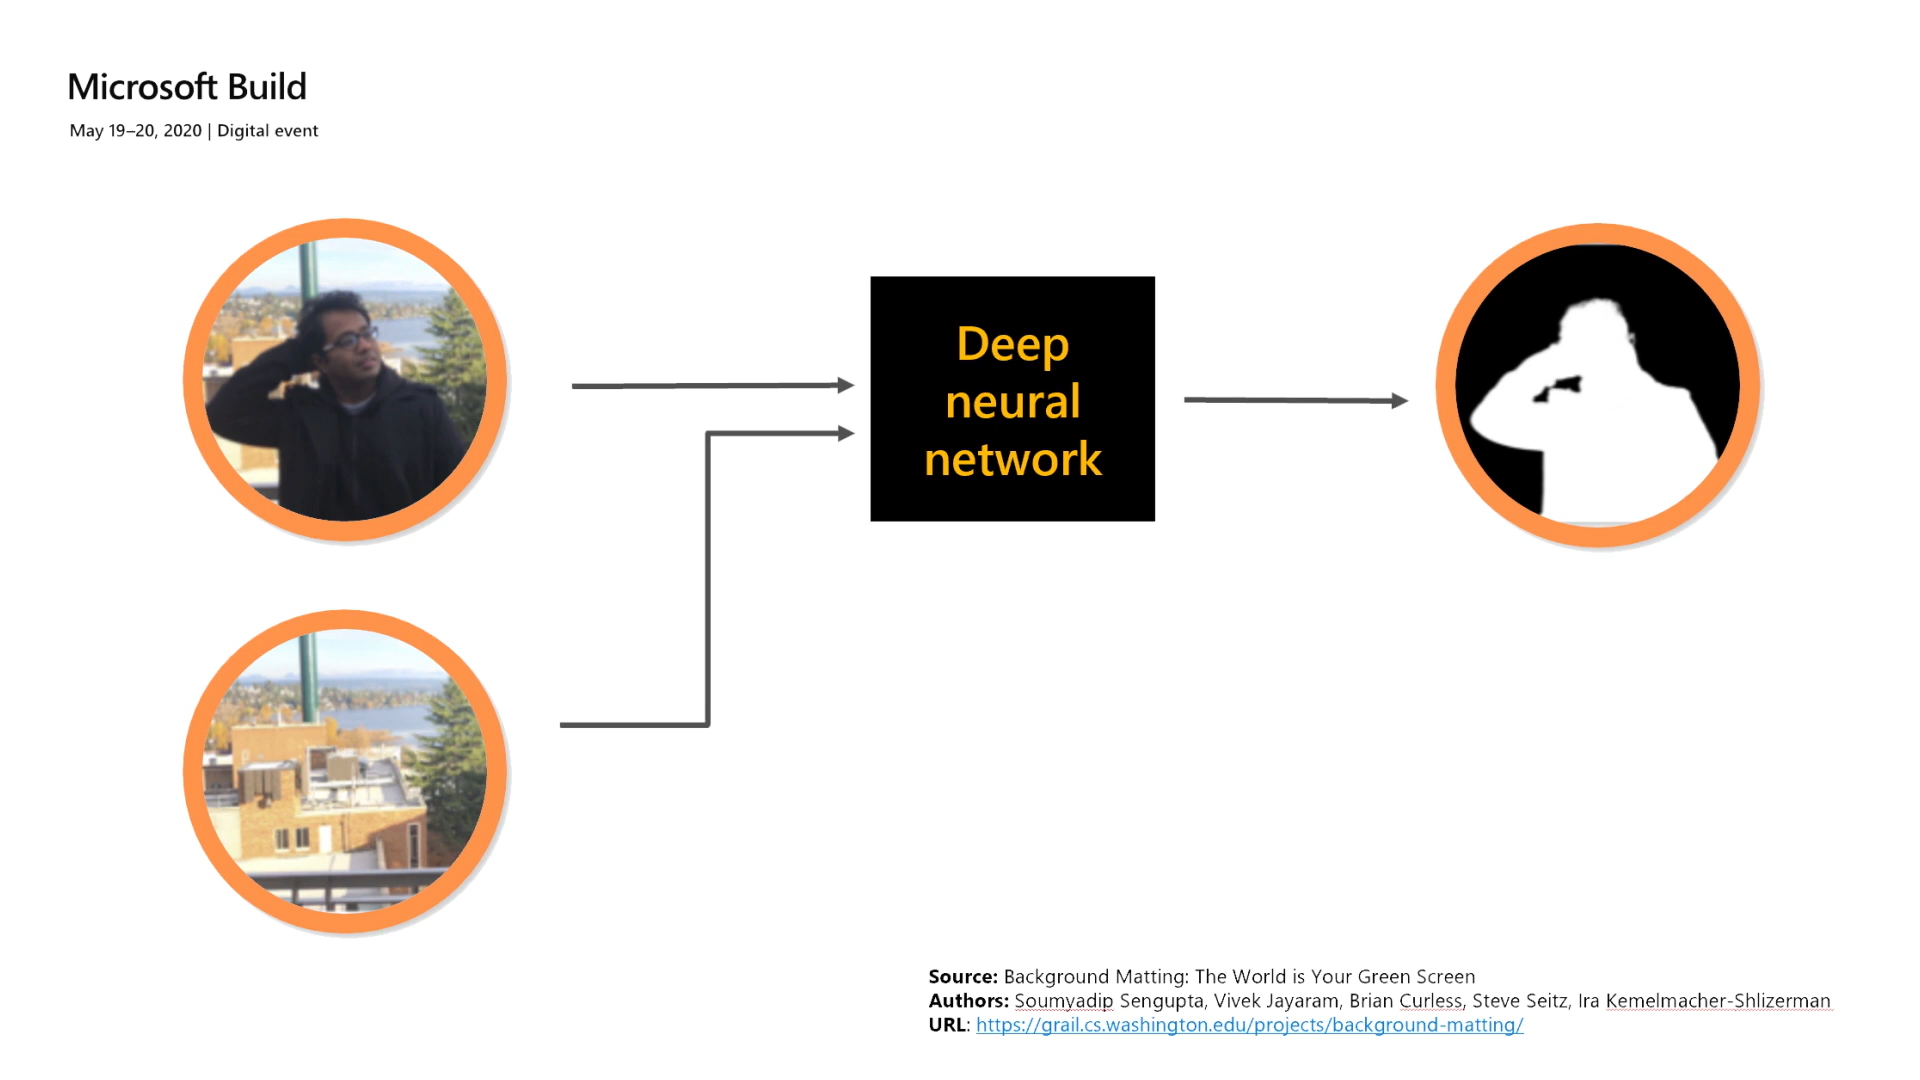 Microsoft Build
May 19–20, 2020 | Digital event
Deep
neural
network
Source: Background Matting: The World is Your Green Screen
Authors: Soumyadip Sengupta, Vivek Jayaram, Brian Curless, Steve Seitz, Ira Kemelmacher-Shlizerman
URL: https://grail.cs.washington.edu/projects/background-matting/